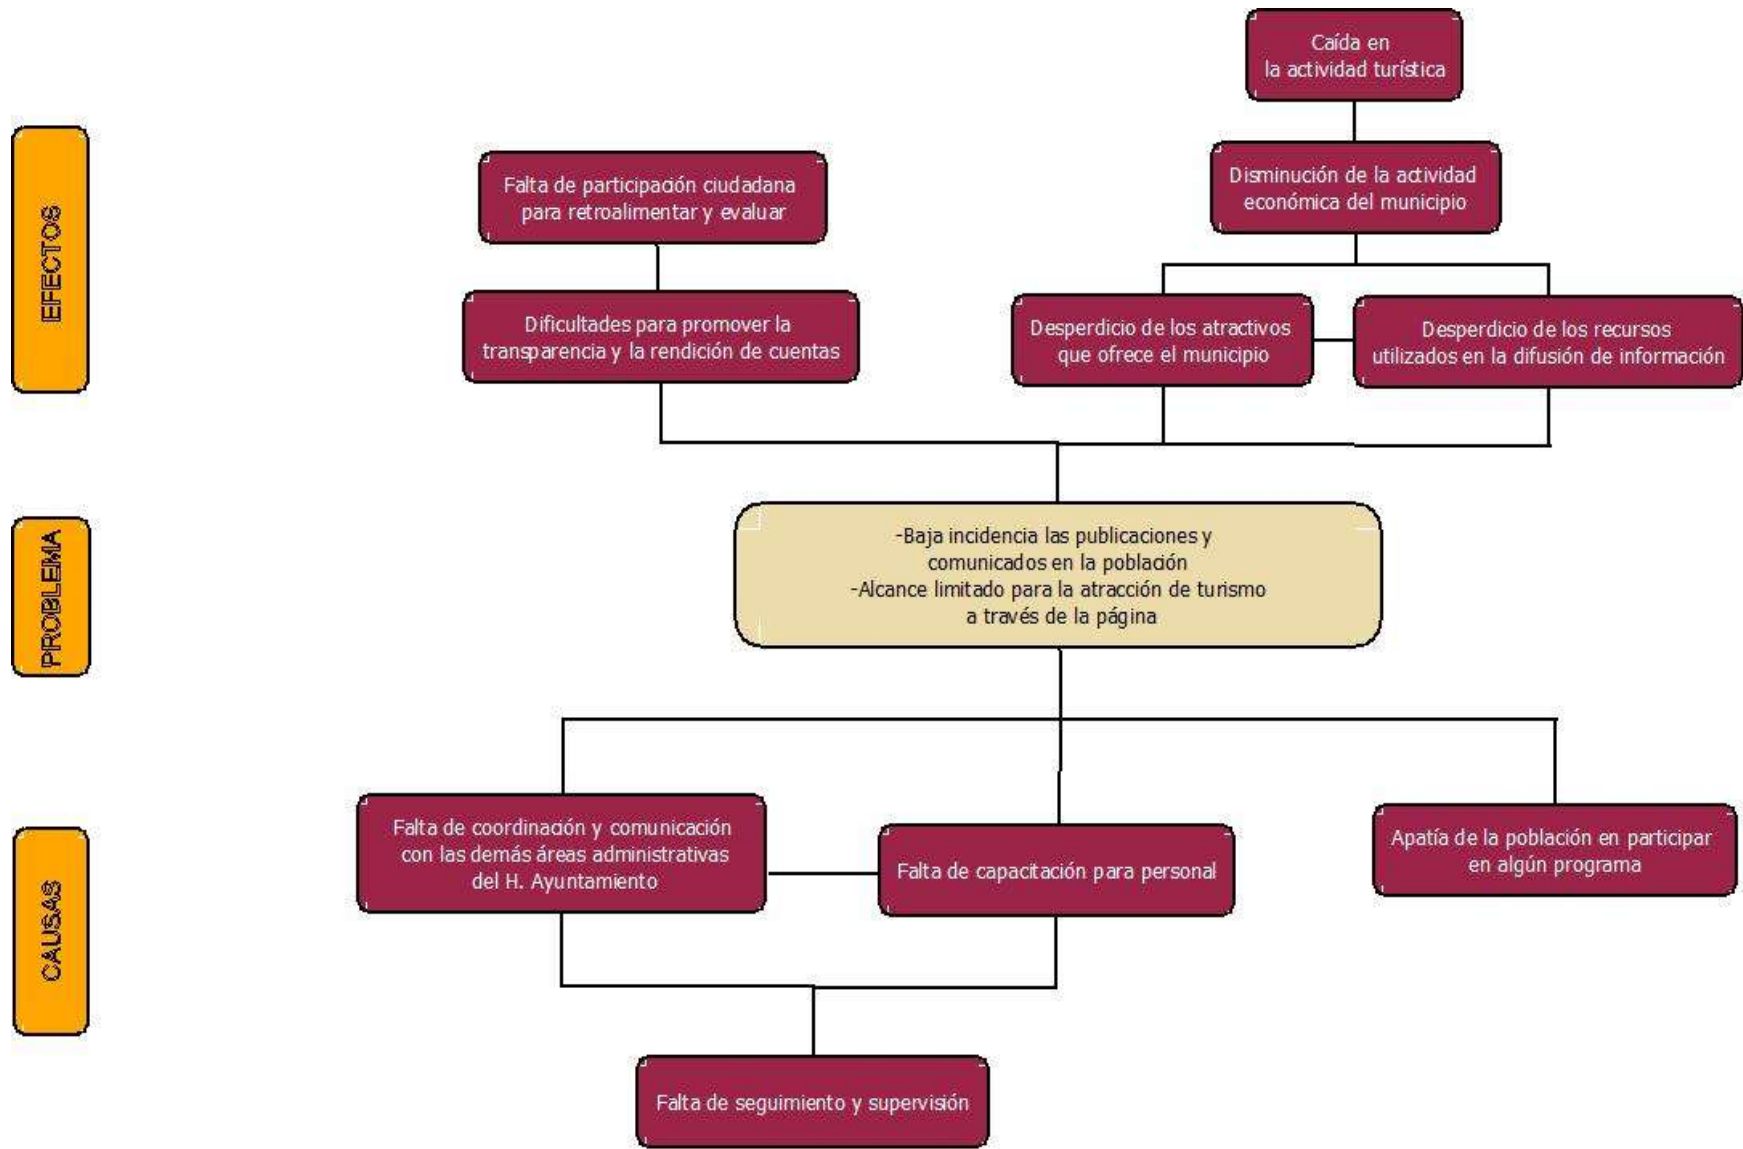 Caída en
la actividad turística
EFECTOS
Falta de participación ciudadana
para retroalimentar y evaluar
Disminución de la actividad
económica del municipio
Dificultades para promover la
transparencia y la rendición de cuentas
Desperdicio de los atractivos
que ofrece el municipio
Desperdicio de los recursos
utilizados en la difusión de información
PROBLEMA
-Baja incidencia las publicaciones y
comunicados en la población
-Alcance limitado para la atracción de turismo
a través de la página
CAUSAS
Falta de coordinación y comunicación
con las demás áreas administrativas
del H. Ayuntamiento
Falta de capacitación para personal
Apatía de la población en participar
en algún programa
Falta de seguimiento y supervisión